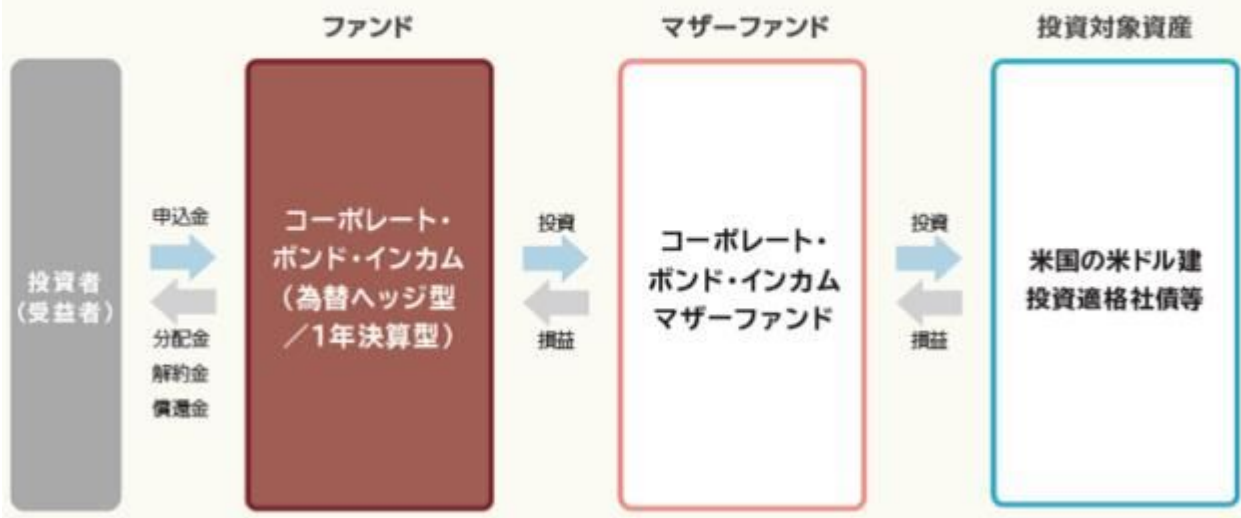 ファンド
マザーファンド
投資対象資産
投資者
(受益者)
申込金
分配金
解約金
償還金
コーポレート・
ボンド・インカム
(為替ヘッジ型
/1年決算型)
投資
損益
コーポレート・
ボンド・インカム
マザーファンド
投資
損益
米国の米ドル建
投資適格社債等